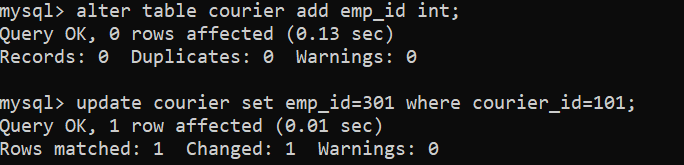 mysql> alter table courier add emp_id int;
Query OK, 0 rows affected (0.13 sec)
Records: 0  Duplicates: 0  Warnings: 0
mysql> update courier set emp_id=301 where courier_id=101;
Query OK, 1 row affected (0.01 sec)
Rows matched: 1  Changed: 1  Warnings: 0